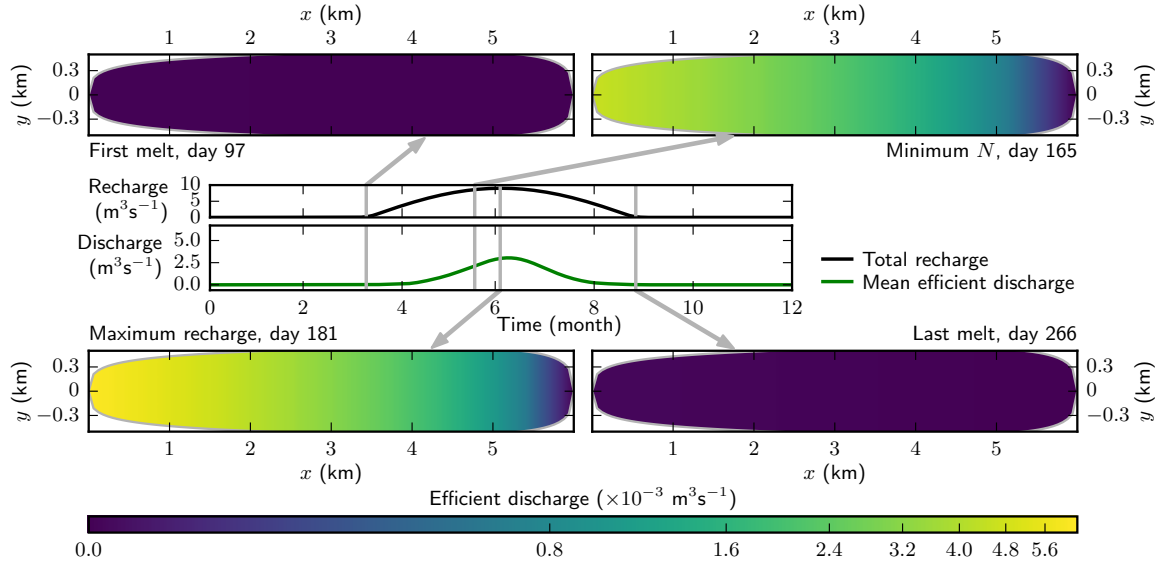 x (km) x (km)
1 2 3 4 5 1 2 3 4 5
y (km) 0.3 0 −0.3 0.3 0 −0.3 y (km)
First melt, day 97 Minimum N, day 165
Recharge (m³s⁻¹) 10 5 0
Discharge (m³s⁻¹) 5.0 2.5 0.0
Total recharge
Mean efficient discharge
0 2 4 6 8 10 12
Time (month)
Maximum recharge, day 181 Last melt, day 266
y (km) 0.3 0 −0.3 0.3 0 −0.3 y (km)
1 2 3 4 5 1 2 3 4 5
x (km) x (km)
Efficient discharge (×10⁻³ m³s⁻¹)
0.0 0.8 1.6 2.4 3.2 4.0 4.8 5.6